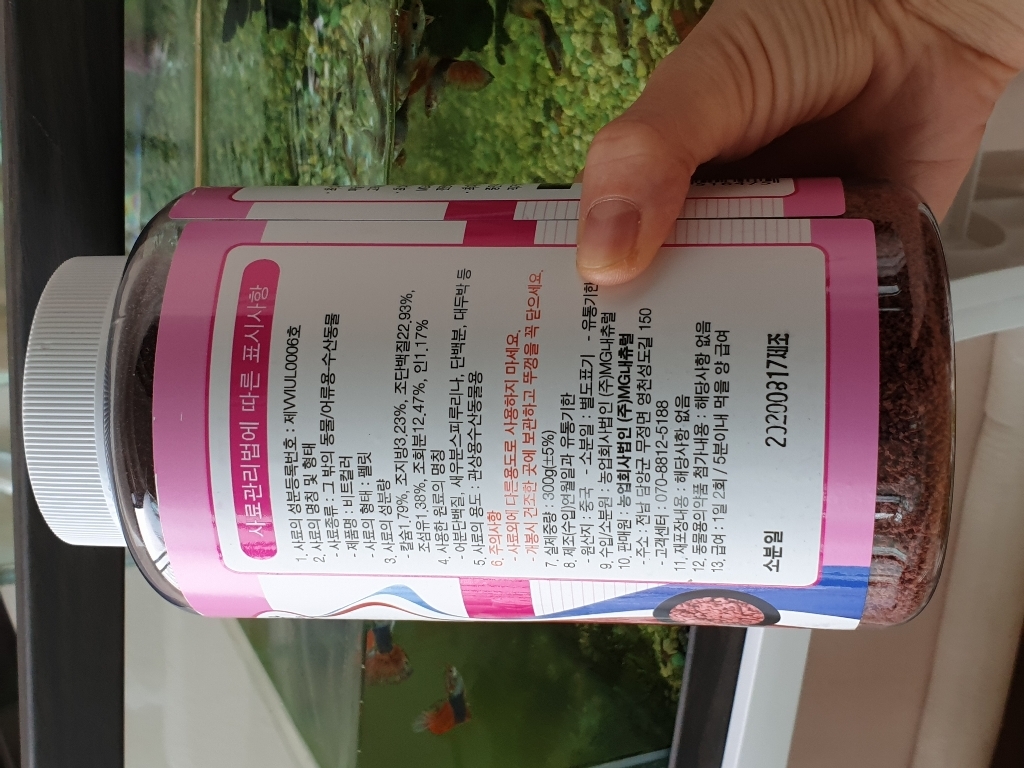 사료관리법에 따른 표시사항
1. 사료의 성분등록번호 : 제VVIUL0006호
2. 사료의 명칭 및 형태
- 사료종류 : 그 밖의 동물/어류용-수산동물
- 제품명 : 비트컬러
- 사료의 형태 : 펠릿
3. 사료의 성분량
- 칼슘1.79%, 조지방3.23%, 조단백질22.93%,
조섬유1.38%, 조회분12.47%, 인1.17%
4. 사용한 원료의 명칭
- 어분단백질, 새우분스피루리나, 단백분, 대두박 등
5. 사료의 용도 : 관상용수산동물용
6. 주의사항
- 사료외에 다른용도로 사용하지 마세요.
- 개봉시 건조한 곳에 보관하고 뚜껑을 꼭 닫으세요.
7. 실제중량 : 300g(±5%)
8. 제조(수입)연월일과 유통기한
- 원산지 : 중국 - 소분일 별도표기 - 유통기한
9. 수입/소분원 : 농업회사법인 (주)MG내츄럴
10. 판매원 : 농업회사법인 (주)MG내츄럴
- 주소 : 전남 담양군 무정면 영천성도길 150
- 고객센터 : 070-8812-5188
11. 재포장내용 : 해당사항 없음
12. 동물용의약품 첨가내용 : 해당사항 없음
13. 급여 : 1일 2회 / 5분이내 먹을 양 급여
소분일 20200817제조